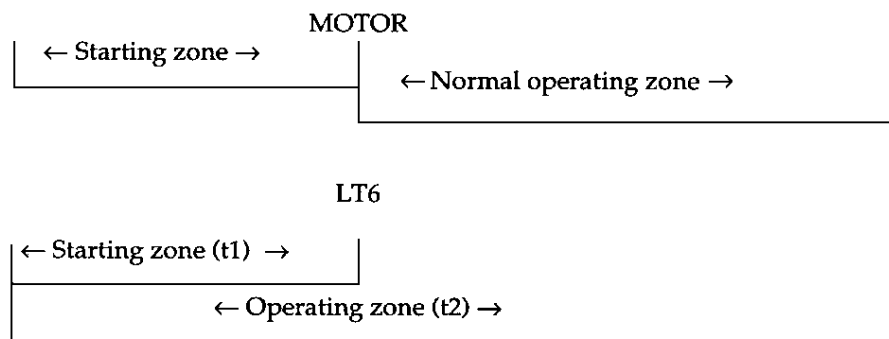 MOTOR
← Starting zone →
← Normal operating zone →
LT6
← Starting zone (t1) →
← Operating zone (t2) →